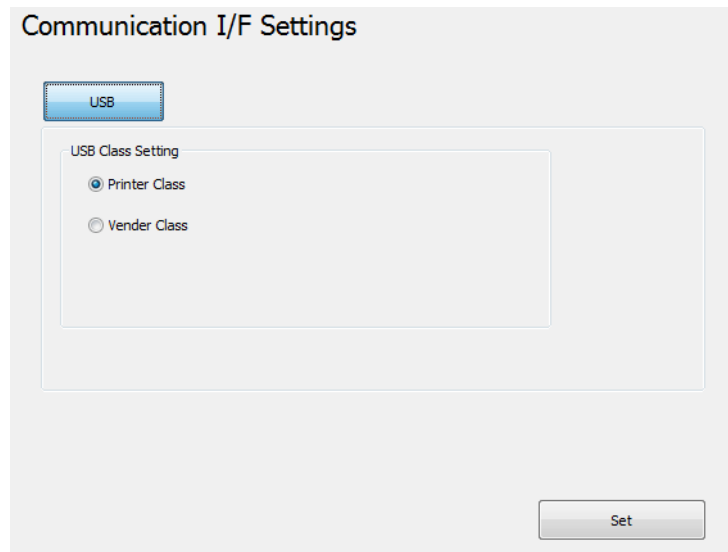 Communication I/F Settings
USB
USB Class Setting
Printer Class
Vender Class
Set